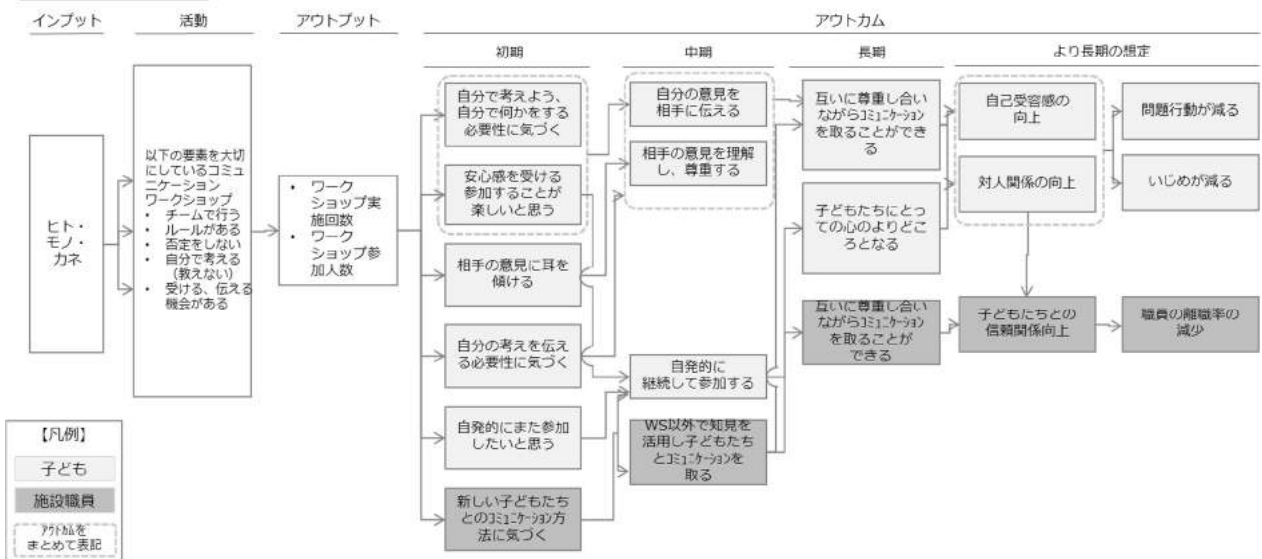 インプット
活動
アウトプット
アウトカム
初期
中期
長期
より長期の想定
ヒト・
モノ・
カネ
以下の要素を大切
にしているコミュ
ニケーション
ワークショップ
• チームで行う
• ルールがある
• 否定をしない
• 自分で考える
（教えない）
• 受ける、伝える
機会がある
• ワーク
ショップ実
施回数
• ワーク
ショップ参
加人数
自分で考えよう、
自分で何かをする
必要性に気づく
安心感を受ける
参加することが
楽しいと思う
相手の意見に耳を
傾ける
自分の考えを伝え
る必要性に気づく
自発的にまた参加
したいと思う
新しい子どもたち
とのコミュニケーション方
法に気づく
自分の意見を
相手に伝える
相手の意見を理解
し、尊重する
自発的に
継続して参加する
WS以外で知見を
活用し子どもたち
とコミュニケーションを
取る
互いに尊重し合い
ながらコミュニケーション
を取ることができ
る
子どもたちにとっ
ての心のよりどこ
ろとなる
互いに尊重し合い
ながらコミュニケーション
を取ることが
できる
自己受容感の
向上
対人関係の向上
子どもたちとの
信頼関係向上
問題行動が減る
いじめが減る
職員の離職率の
減少
【凡例】
子ども
施設職員
アウトカムを
まとめて表記